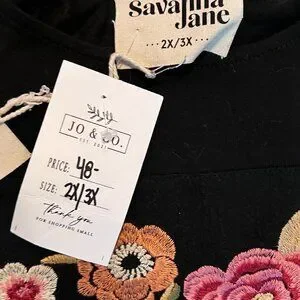 Savanna
Jane
··· 2X/3X ···
JO & CO.
EST. 2021
PRICE: 48-
SIZE: 2X/3X
thank you
FOR SHOPPING SMALL